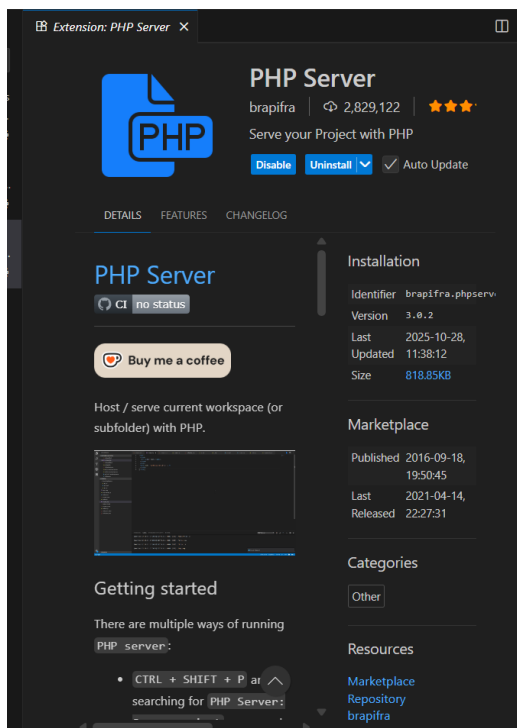 Extension: PHP Server
PHP Server
brapifra 2,829,122
Serve your Project with PHP
Disable Uninstall Auto Update
DETAILS FEATURES CHANGELOG
PHP
PHP Server
CI no status
Buy me a coffee
Host / serve current workspace (or
subfolder) with PHP.
Getting started
There are multiple ways of running
PHP server:
CTRL + SHIFT + P
searching for PHP Server:
Installation
Identifier brapifra.phpserv
Version 3.0.2
Last 2025-10-28,
Updated 11:38:12
Size 818.85KB
Marketplace
Published 2016-09-18,
19:50:45
Last 2021-04-14,
Released 22:27:31
Categories
Other
Resources
Marketplace
Repository
brapifra